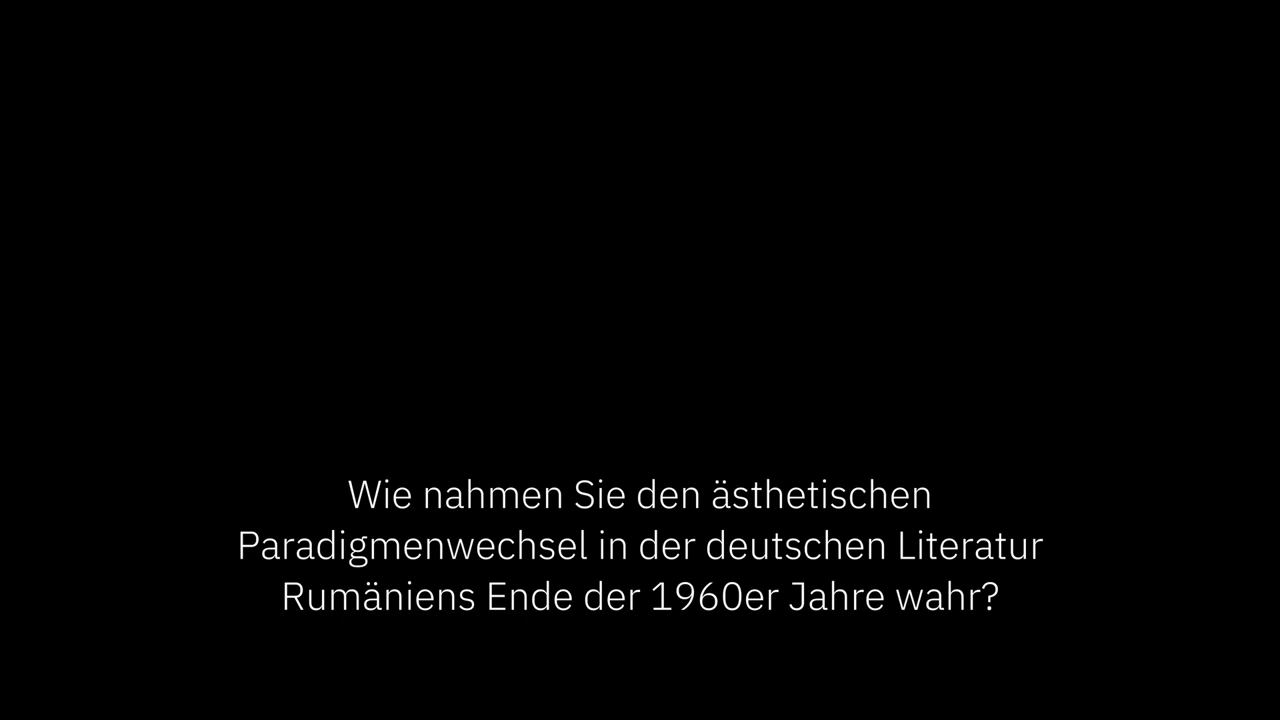 Wie nahmen Sie den ästhetischen
Paradigmenwechsel in der deutschen Literatur
Rumäniens Ende der 1960er Jahre wahr?